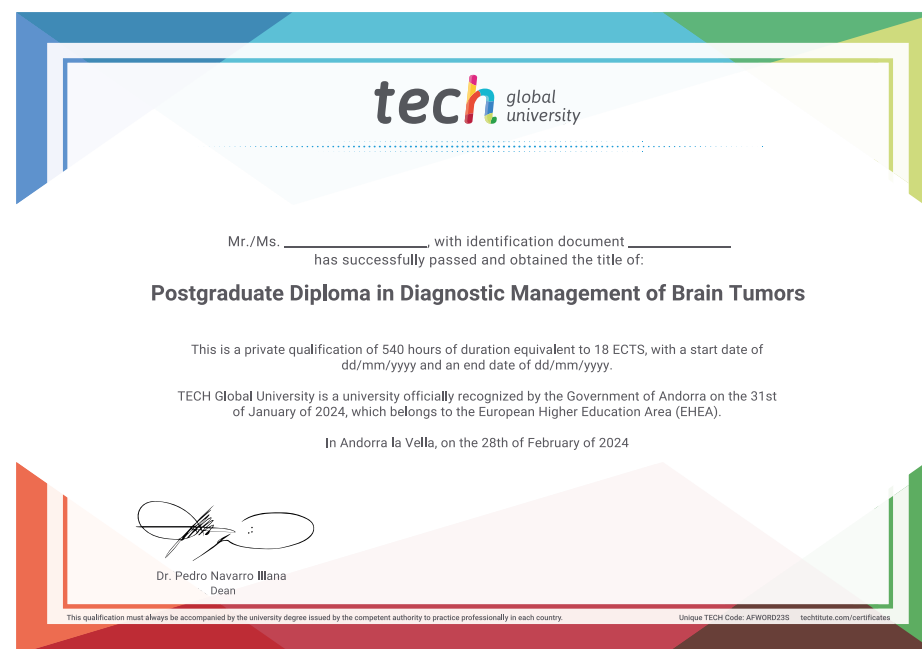 tech global university
Mr./Ms. ____________, with identification document ____________
has successfully passed and obtained the title of:
Postgraduate Diploma in Diagnostic Management of Brain Tumors
This is a private qualification of 540 hours of duration equivalent to 18 ECTS, with a start date of
dd/mm/yyyy and an end date of dd/mm/yyyy.
TECH Global University is a university officially recognized by the Government of Andorra on the 31st
of January of 2024, which belongs to the European Higher Education Area (EHEA).
In Andorra la Vella, on the 28th of February of 2024
Dr. Pedro Navarro Illana
Dean
This qualification must always be accompanied by the university degree issued by the competent authority to practice professionally in each country.
Unique TECH Code: AFWORD23S techtitute.com/certificates